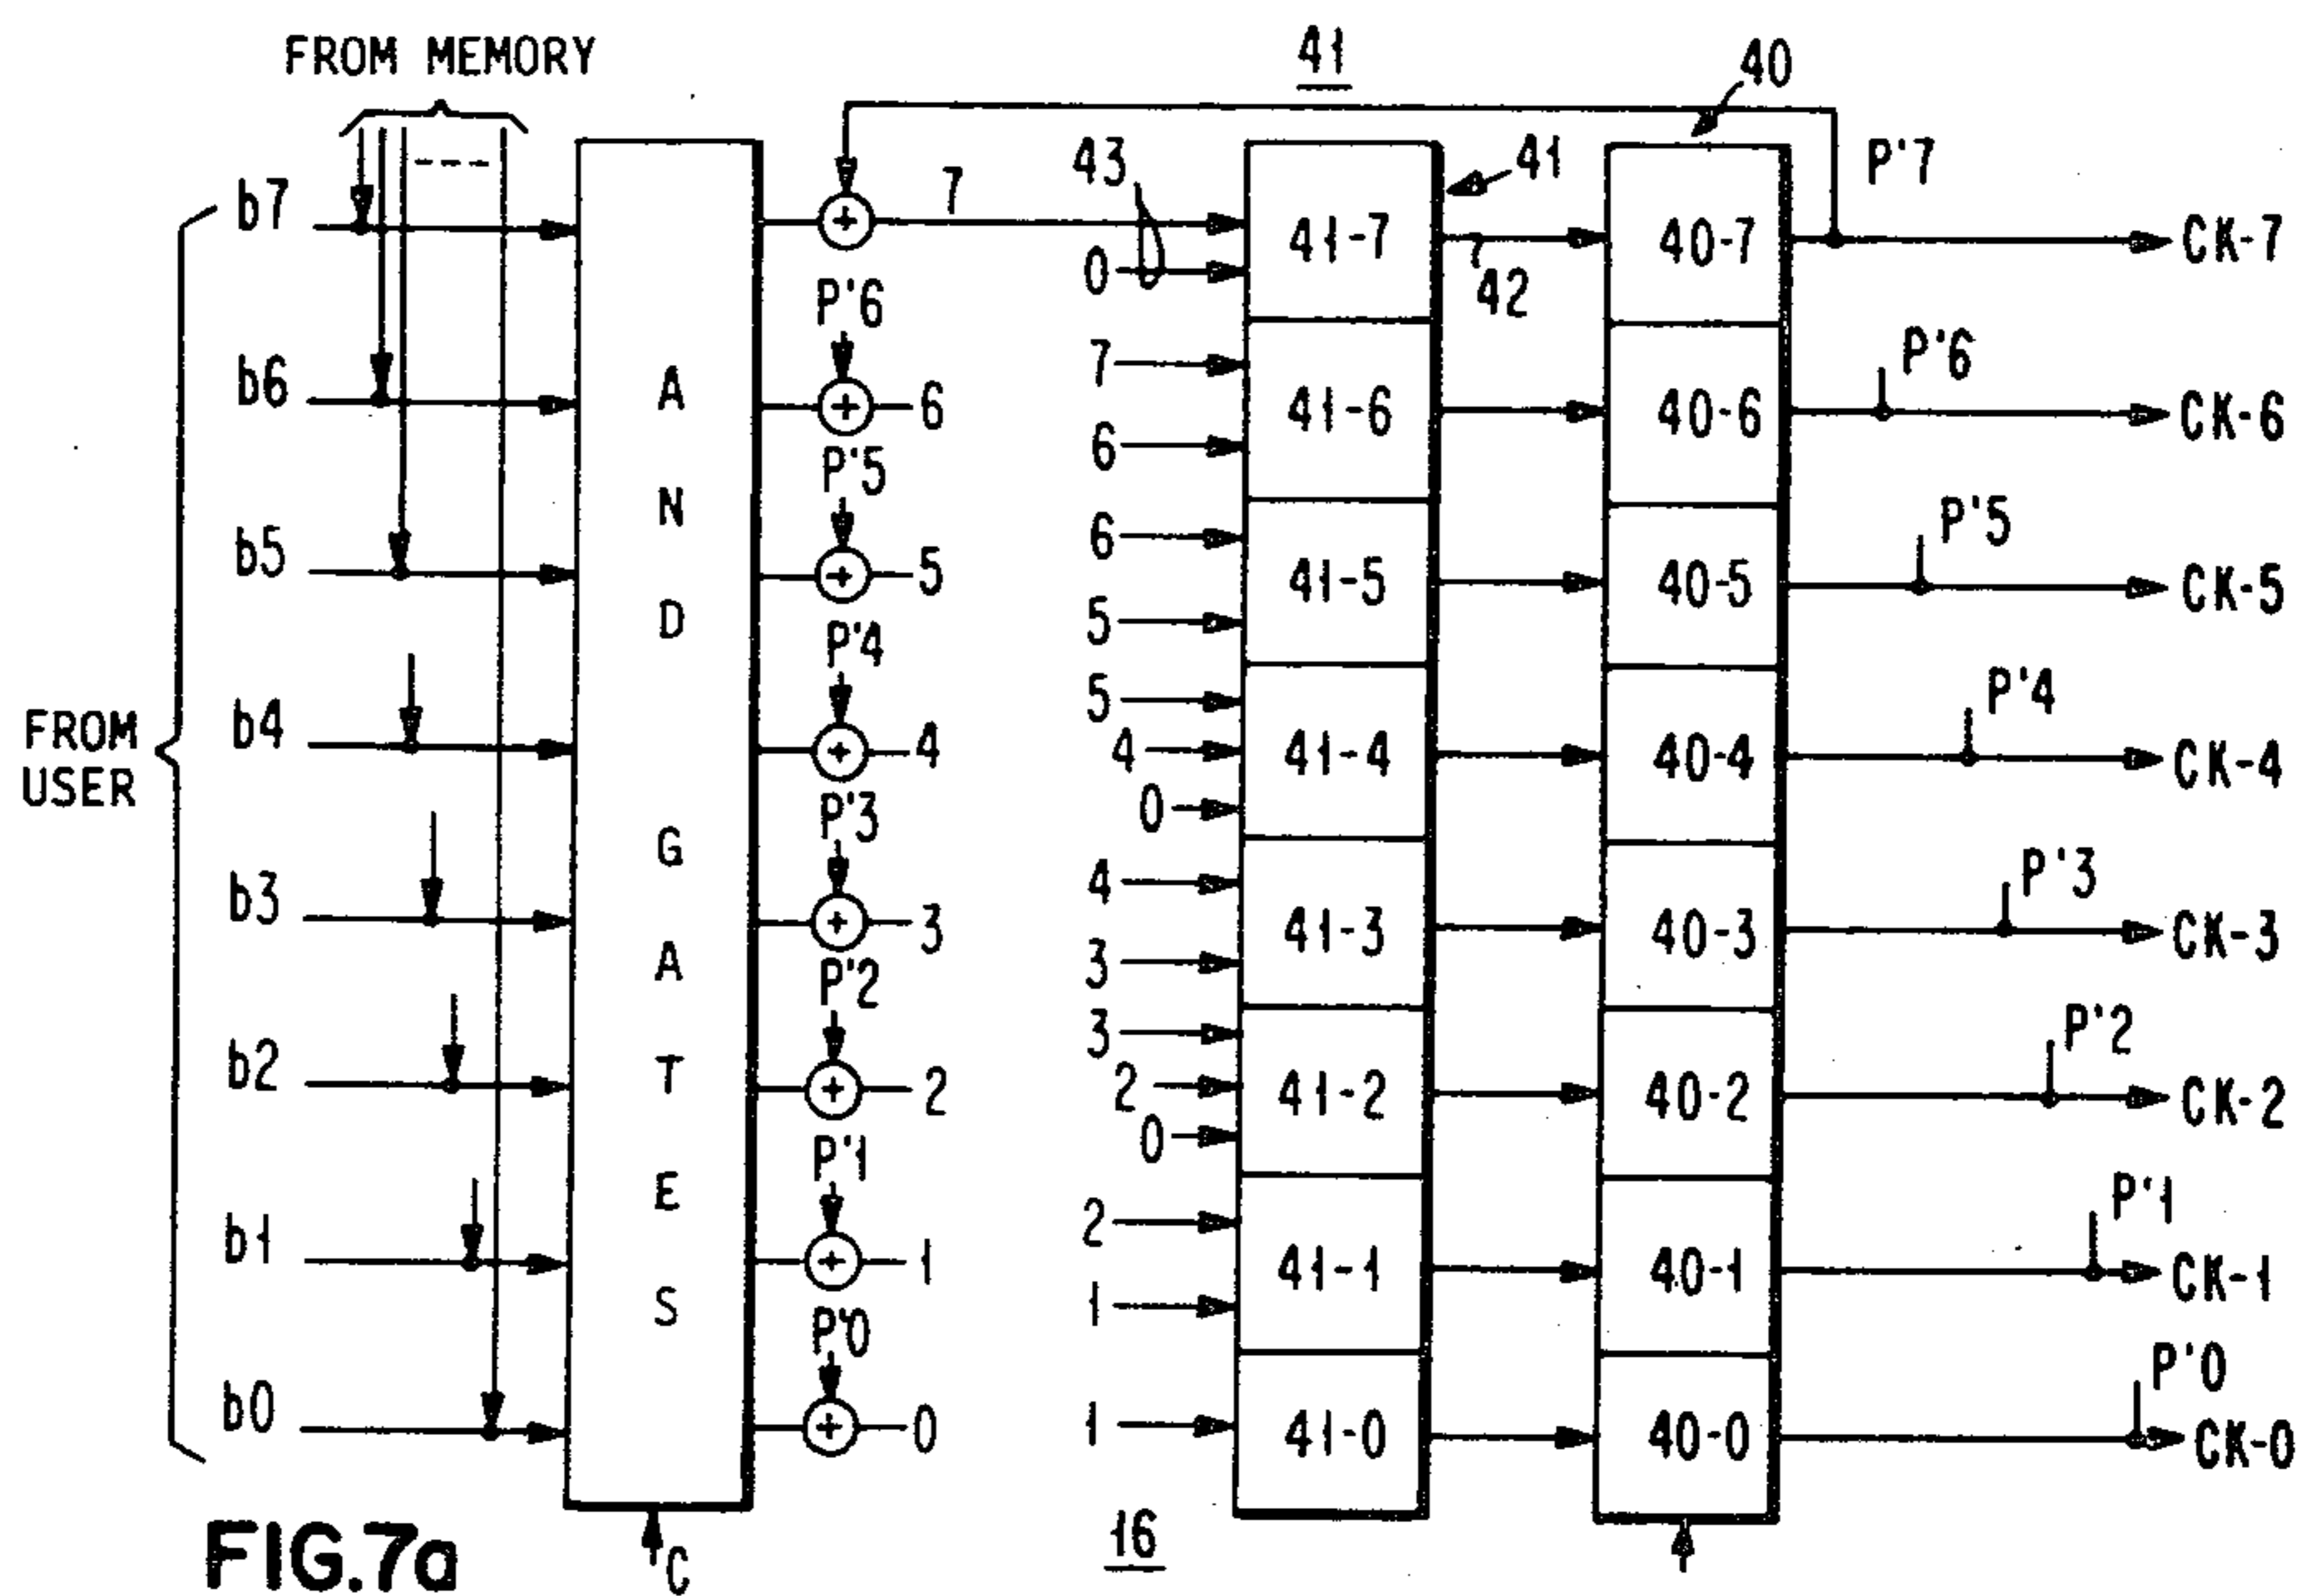 FROM MEMORY
41
40
b7
7
43
41
P'7
0
41-7
42
40-7
CK-7
P'6
b6
6
7
6
41-6
40-6
P'6
CK-6
P'5
b5
5
6
5
41-5
40-5
P'5
CK-5
P'4
FROM
USER
b4
4
5
4
0
41-4
40-4
P'4
CK-4
P'3
b3
3
4
3
41-3
40-3
P'3
CK-3
P'2
b2
2
3
2
0
41-2
40-2
P'2
CK-2
P'1
b1
1
2
1
41-1
40-1
P'1
CK-1
P'0
b0
0
1
41-0
40-0
P'0
CK-0
AND GATES
C
16
FIG.7a